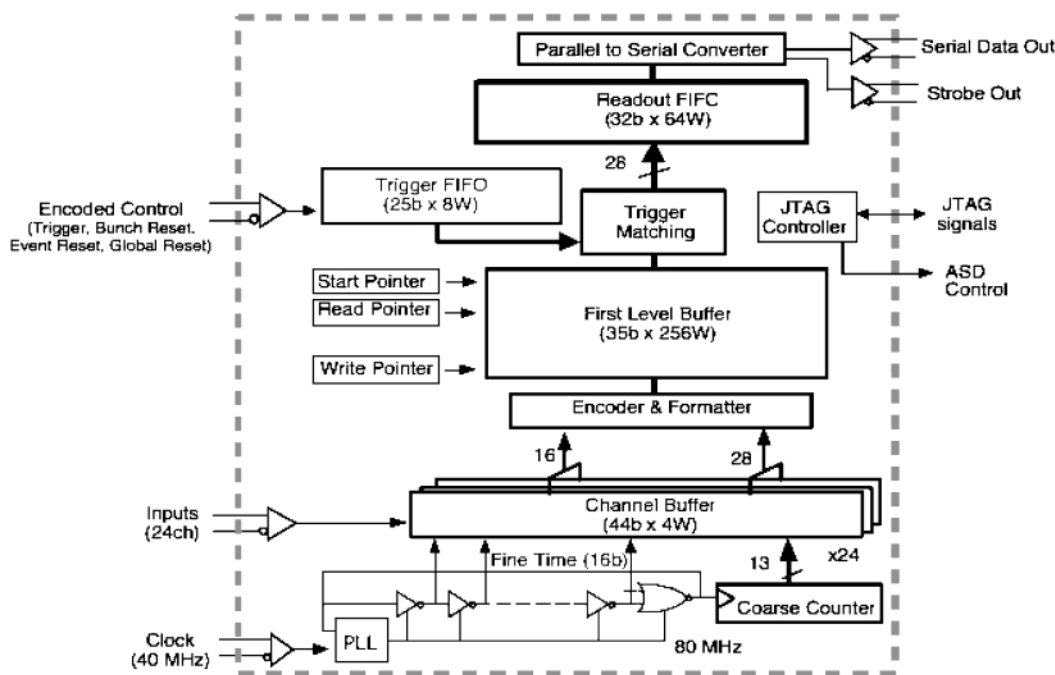 Parallel to Serial Converter
Serial Data Out
Strobe Out
Readout FIFC
(32b x 64W)
28
Trigger FIFO
(25b x 8W)
Encoded Control
(Trigger, Bunch Reset.
Event Reset, Global Reset)
Trigger
Matching
JTAG
Controller
JTAG
signals
ASD
Control
Start Pointer
Read Pointer
Write Pointer
First Level Buffer
(35b x 256W)
Encoder & Formatter
16
28
Channel Buffer
(44b x 4W)
Inputs
(24ch)
Fine Time (16b)
13
x24
Coarse Counter
PLL
80 MHz
Clock
(40 MHz)